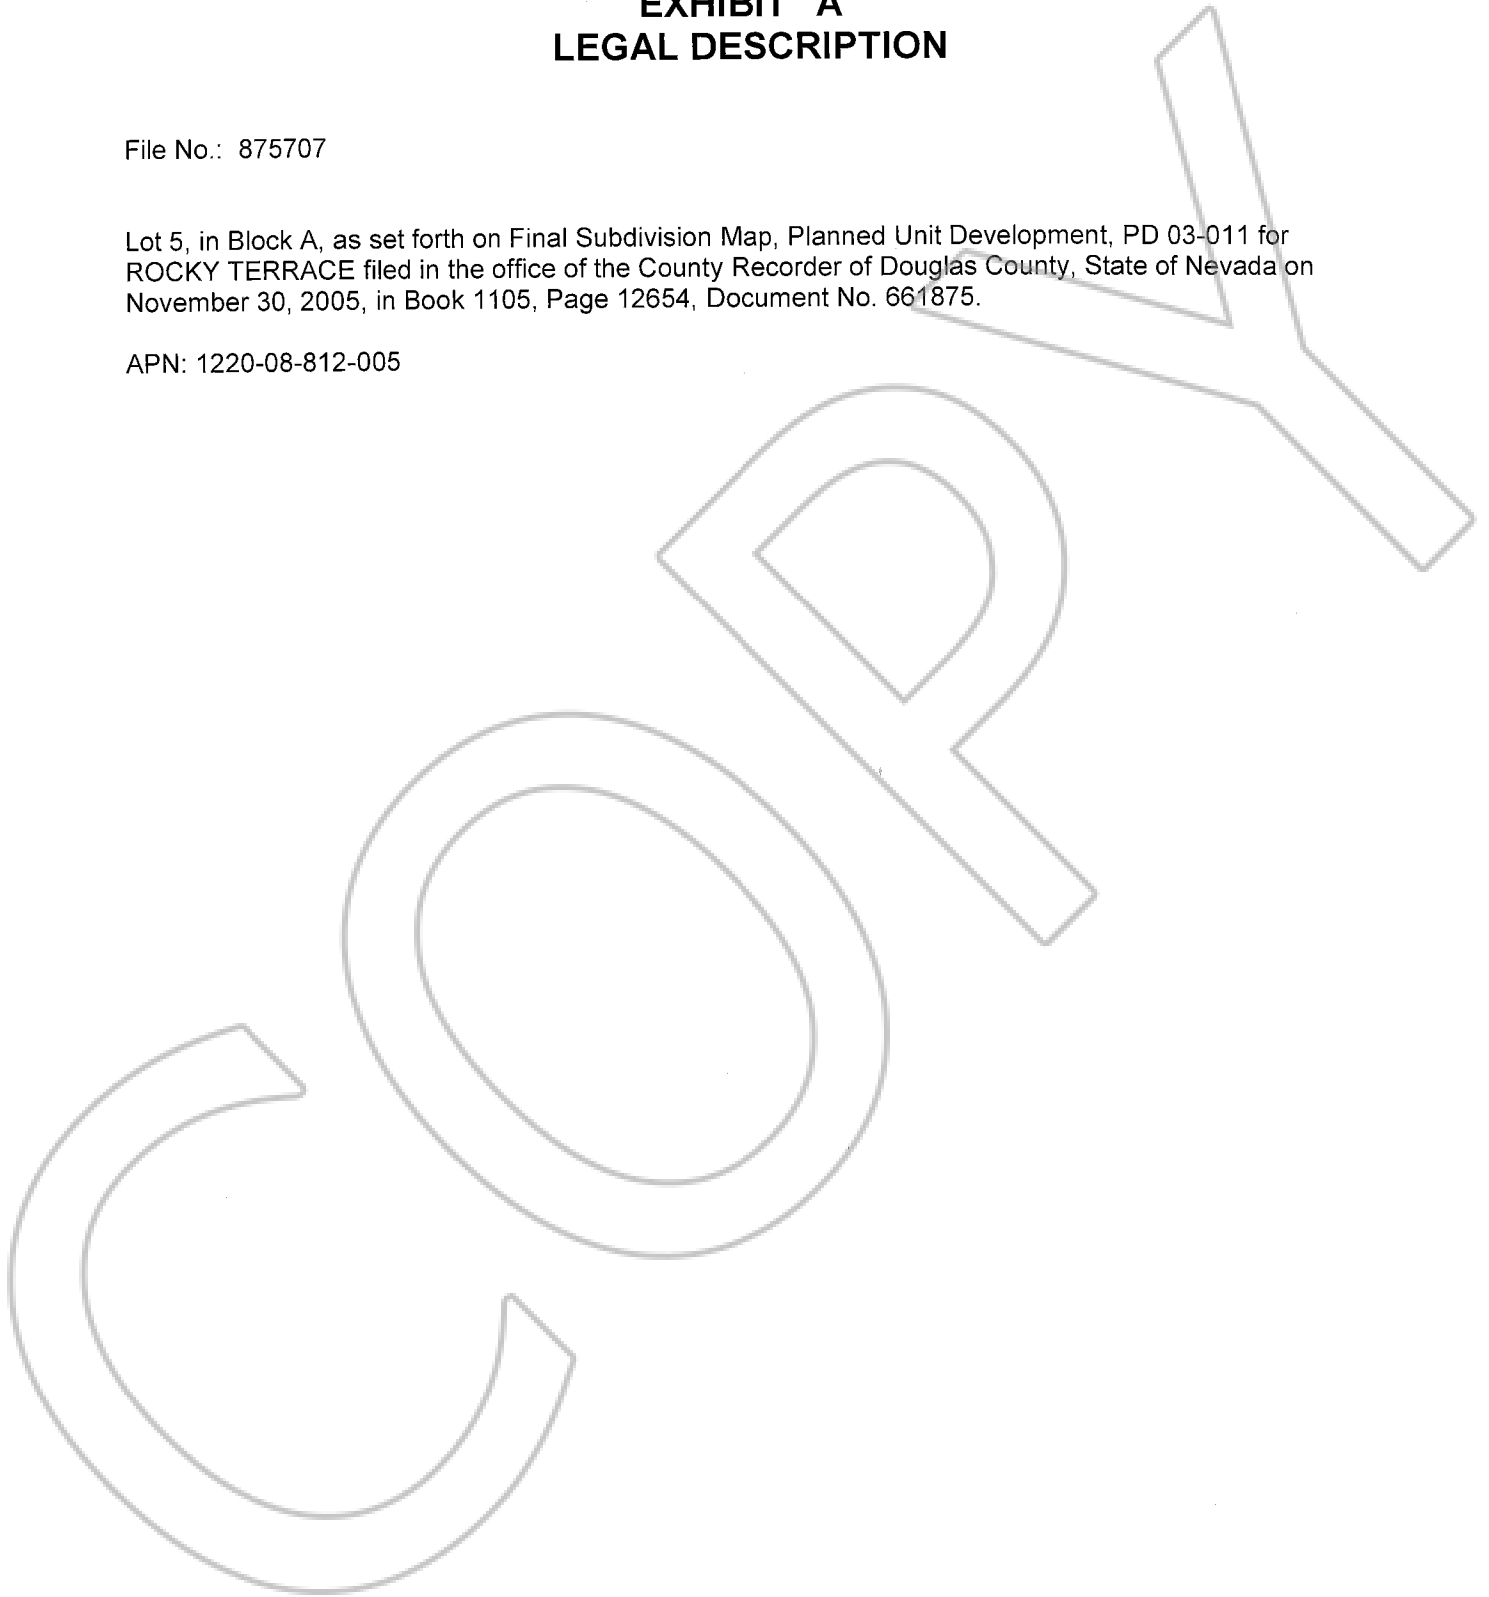 EXHIBIT A
LEGAL DESCRIPTION
File No.: 875707
Lot 5, in Block A, as set forth on Final Subdivision Map, Planned Unit Development, PD 03-011 for
ROCKY TERRACE filed in the office of the County Recorder of Douglas County, State of Nevada on
November 30, 2005, in Book 1105, Page 12654, Document No. 661875.
APN: 1220-08-812-005
COPY